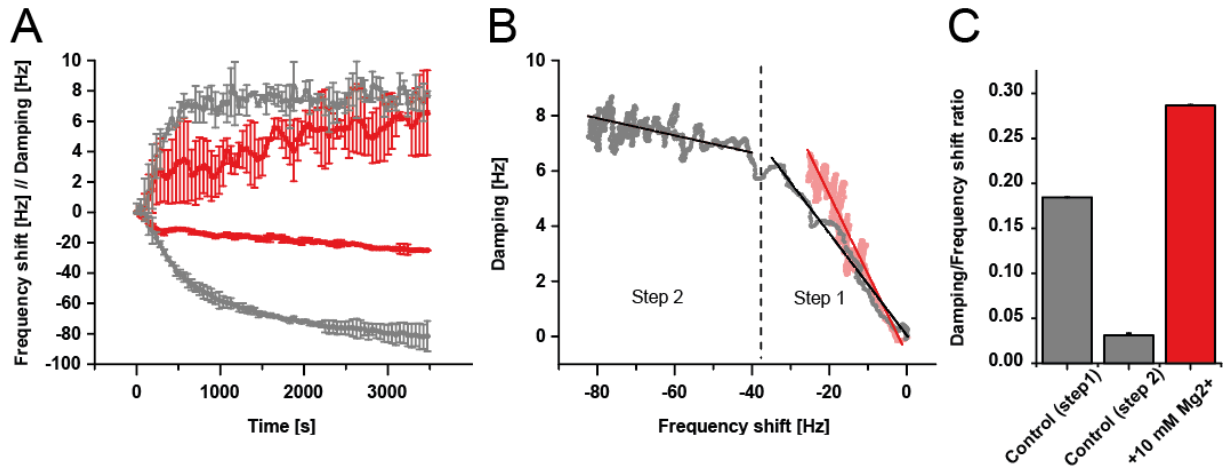 A
Frequency shift [Hz] // Damping [Hz]
10
8
6
4
2
0
-20
-40
-60
-80
-100
0
1000
2000
3000
Time [s]
B
Damping [Hz]
10
8
6
4
2
0
Step 2
Step 1
-80
-60
-40
-20
0
Frequency shift [Hz]
C
Damping/Frequency shift ratio
0.30
0.25
0.20
0.15
0.10
0.05
0.00
Control (step1)
Control (step 2)
+10 mM Mg2+